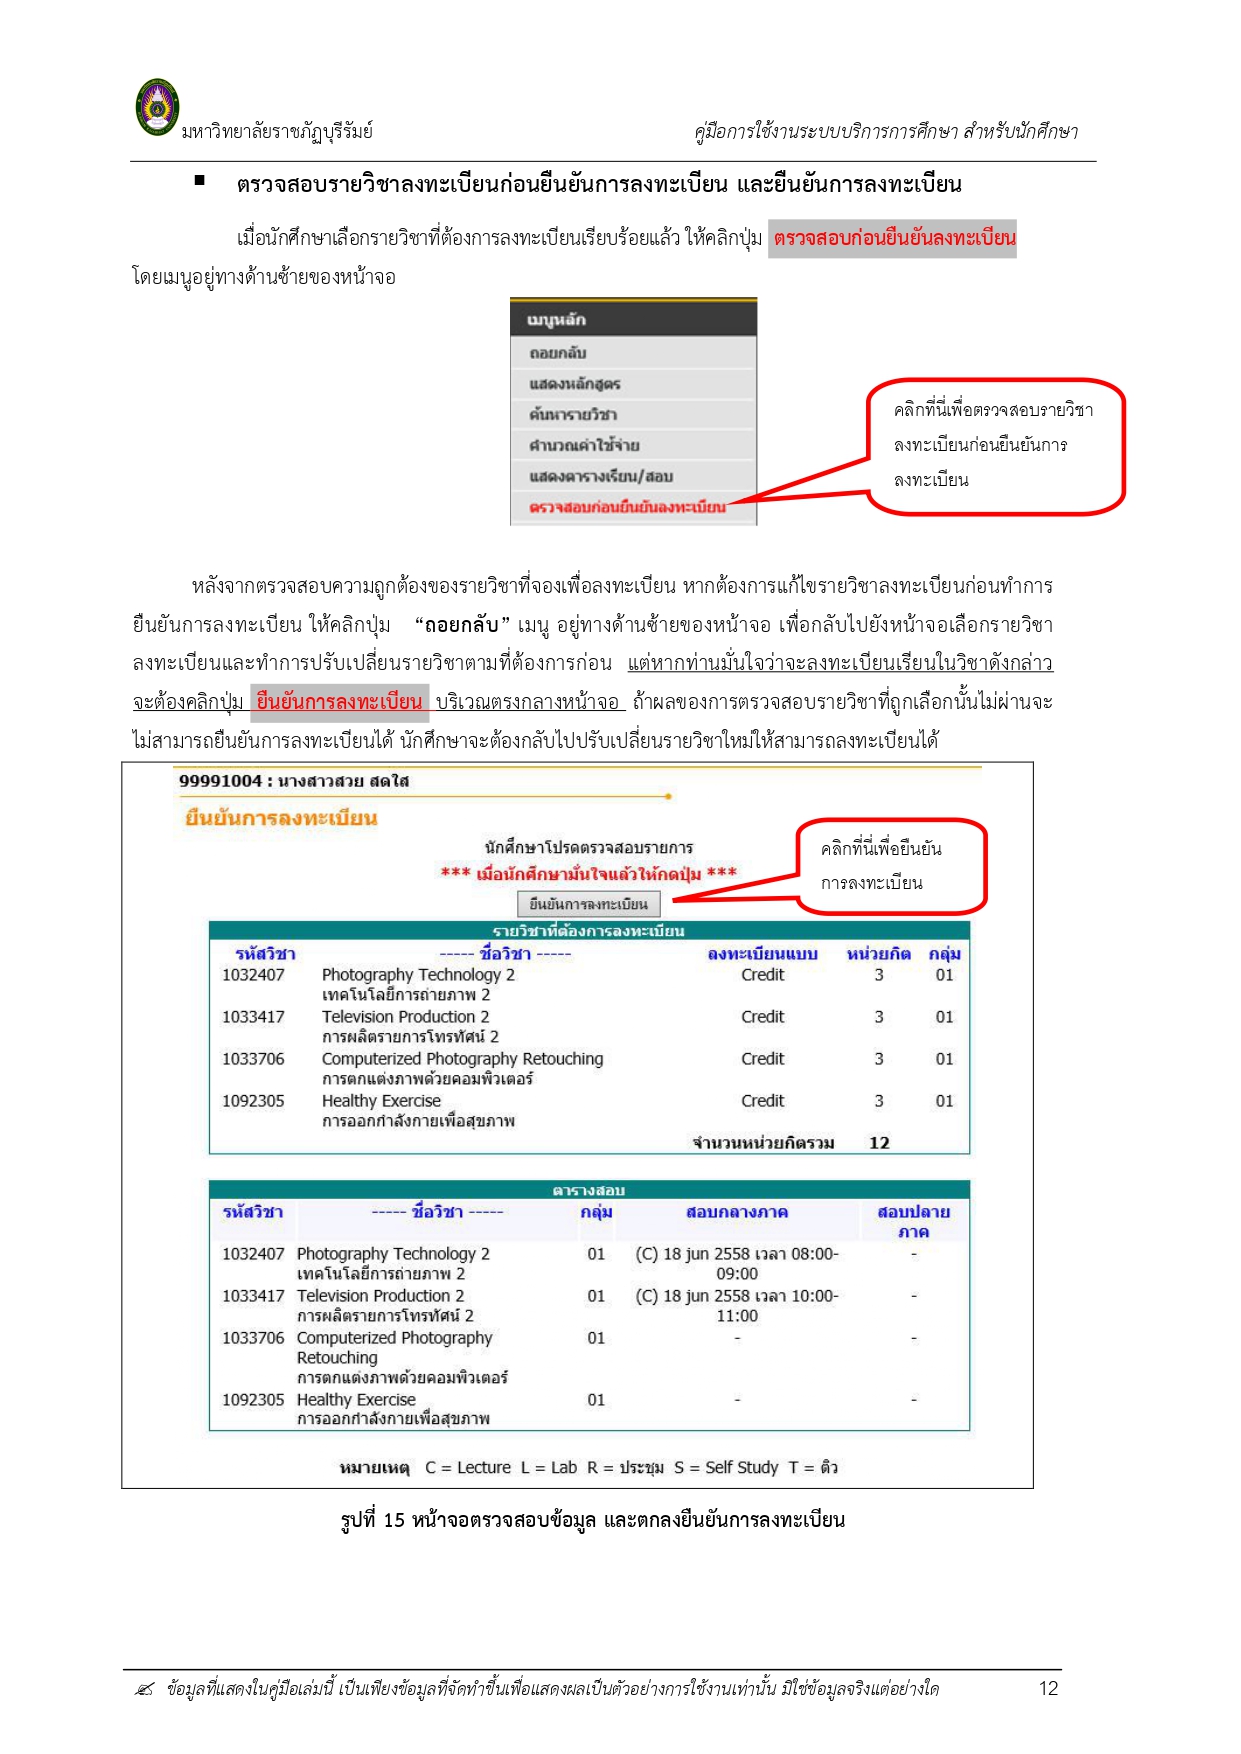 มหาวิทยาลัยราชภัฏบุรีรัมย์ คู่มือการใช้งานระบบบริการการศึกษา สำหรับนักศึกษา
▪ ตรวจสอบรายวิชาลงทะเบียนก่อนยืนยันการลงทะเบียน และยืนยันการลงทะเบียน
เมื่อนักศึกษาเลือกรายวิชาที่ต้องการลงทะเบียนเรียบร้อยแล้ว ให้คลิกปุ่ม ตรวจสอบก่อนยืนยันลงทะเบียน
โดยเมนูอยู่ทางด้านซ้ายของหน้าจอ
เมนูหลัก
ถอยกลับ
แสดงหลักสูตร
ค้นหารายวิชา
คำนวณค่าใช้จ่าย
แสดงตารางเรียน/สอบ
ตรวจสอบก่อนยืนยันลงทะเบียน
คลิกที่นี่เพื่อตรวจสอบรายวิชา
ลงทะเบียนก่อนยืนยันการ
ลงทะเบียน
หลังจากตรวจสอบความถูกต้องของรายวิชาที่จองเพื่อลงทะเบียน หากต้องการแก้ไขรายวิชาลงทะเบียนก่อนทำการ
ยืนยันการลงทะเบียน ให้คลิกปุ่ม “ถอยกลับ” เมนู อยู่ทางด้านซ้ายของหน้าจอ เพื่อกลับไปยังหน้าจอเลือกรายวิชา
ลงทะเบียนและทำการปรับเปลี่ยนรายวิชาตามที่ต้องการก่อน แต่หากท่านมั่นใจว่าจะลงทะเบียนเรียนในวิชาดังกล่าว
จะต้องคลิกปุ่ม ยืนยันการลงทะเบียน บริเวณตรงกลางหน้าจอ ถ้าผลของการตรวจสอบรายวิชาที่ถูกเลือกนั้นไม่ผ่านจะ
ไม่สามารถยืนยันการลงทะเบียนได้ นักศึกษาจะต้องกลับไปปรับเปลี่ยนรายวิชาใหม่ให้สามารถลงทะเบียนได้
99991004 : นางสาวสวย สดใส
ยืนยันการลงทะเบียน
นักศึกษาโปรดตรวจสอบรายการ
*** เมื่อนักศึกษามั่นใจแล้วให้กดปุ่ม ***
ยืนยันการลงทะเบียน
คลิกที่นี่เพื่อยืนยัน
การลงทะเบียน
รายวิชาที่ต้องการลงทะเบียน
รหัสวิชา ----- ชื่อวิชา ----- ลงทะเบียนแบบ หน่วยกิต กลุ่ม
1032407 Photography Technology 2 Credit 3 01
เทคโนโลยีการถ่ายภาพ 2
1033417 Television Production 2 Credit 3 01
การผลิตรายการโทรทัศน์ 2
1033706 Computerized Photography Retouching Credit 3 01
การตกแต่งภาพด้วยคอมพิวเตอร์
1092305 Healthy Exercise Credit 3 01
การออกกำลังกายเพื่อสุขภาพ
จำนวนหน่วยกิตรวม 12
ตารางสอบ
รหัสวิชา ----- ชื่อวิชา ----- กลุ่ม สอบกลางภาค สอบปลาย
ภาค
1032407 Photography Technology 2 01 (C) 18 jun 2558 เวลา 08:00- -
เทคโนโลยีการถ่ายภาพ 2 09:00
1033417 Television Production 2 01 (C) 18 jun 2558 เวลา 10:00- -
การผลิตรายการโทรทัศน์ 2 11:00
1033706 Computerized Photography 01 - -
Retouching
การตกแต่งภาพด้วยคอมพิวเตอร์
1092305 Healthy Exercise 01 - -
การออกกำลังกายเพื่อสุขภาพ
หมายเหตุ C = Lecture L = Lab R = ประชุม S = Self Study T = ติว
รูปที่ 15 หน้าจอตรวจสอบข้อมูล และตกลงยืนยันการลงทะเบียน
ข้อมูลที่แสดงในคู่มือเล่มนี้ เป็นเพียงข้อมูลที่จัดทำขึ้นเพื่อแสดงผลเป็นตัวอย่างการใช้งานเท่านั้น มิใช่ข้อมูลจริงแต่อย่างใด 12